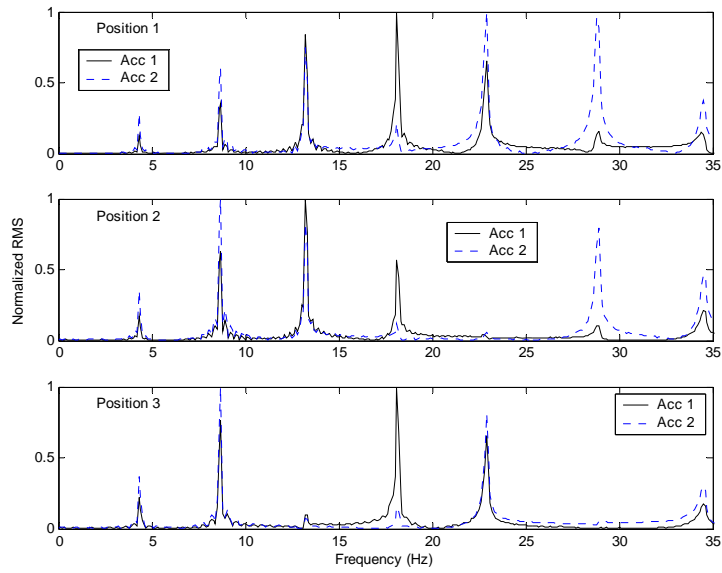 1
Position 1
Acc 1
Acc 2
0.5
0
0 5 10 15 20 25 30 35
1
Position 2
Acc 1
Acc 2
Normalized RMS
0.5
0
0 5 10 15 20 25 30 35
1
Position 3
Acc 1
Acc 2
0.5
0
0 5 10 15 20 25 30 35
Frequency (Hz)